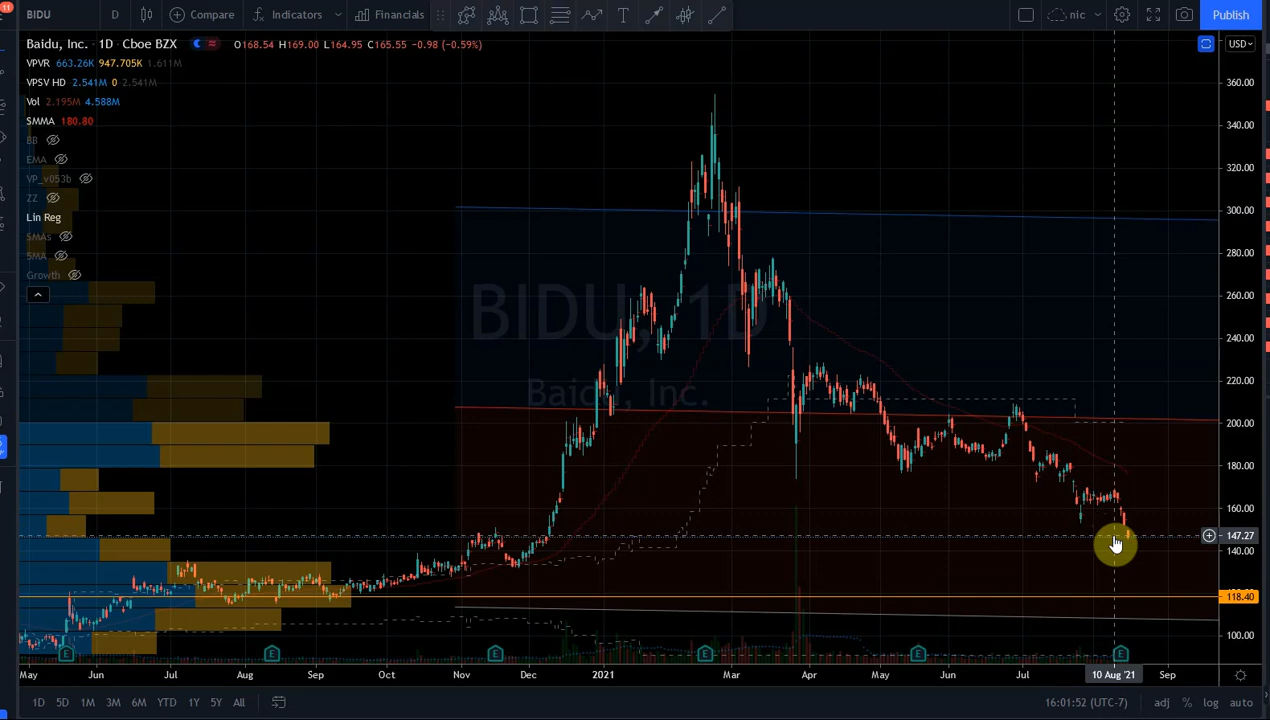 11
BIDU D Compare Indicators Financials nic Publish
Baidu, Inc. · 1D · Cboe BZX O168.54 H169.00 L164.95 C165.55 −0.98 (−0.59%) USD
VPVR 663.26K 947.705K 1.611M
VPSV HD 2.541M 0 2.541M
Vol 2.195M 4.588M
SMMA 180.80
BB
EMA
VP_v053b
ZZ
Lin Reg
SMAs
SMA
Growth
BIDU, 1D
Baidu, Inc.
360.00
340.00
320.00
300.00
280.00
260.00
240.00
220.00
200.00
180.00
160.00
147.27
140.00
118.40
100.00
E E E E E E
May Jun Jul Aug Sep Oct Nov Dec 2021 Mar Apr May Jun Jul 10 Aug '21 Sep
1D 5D 1M 3M 6M YTD 1Y 5Y All 16:01:52 (UTC-7) adj % log auto